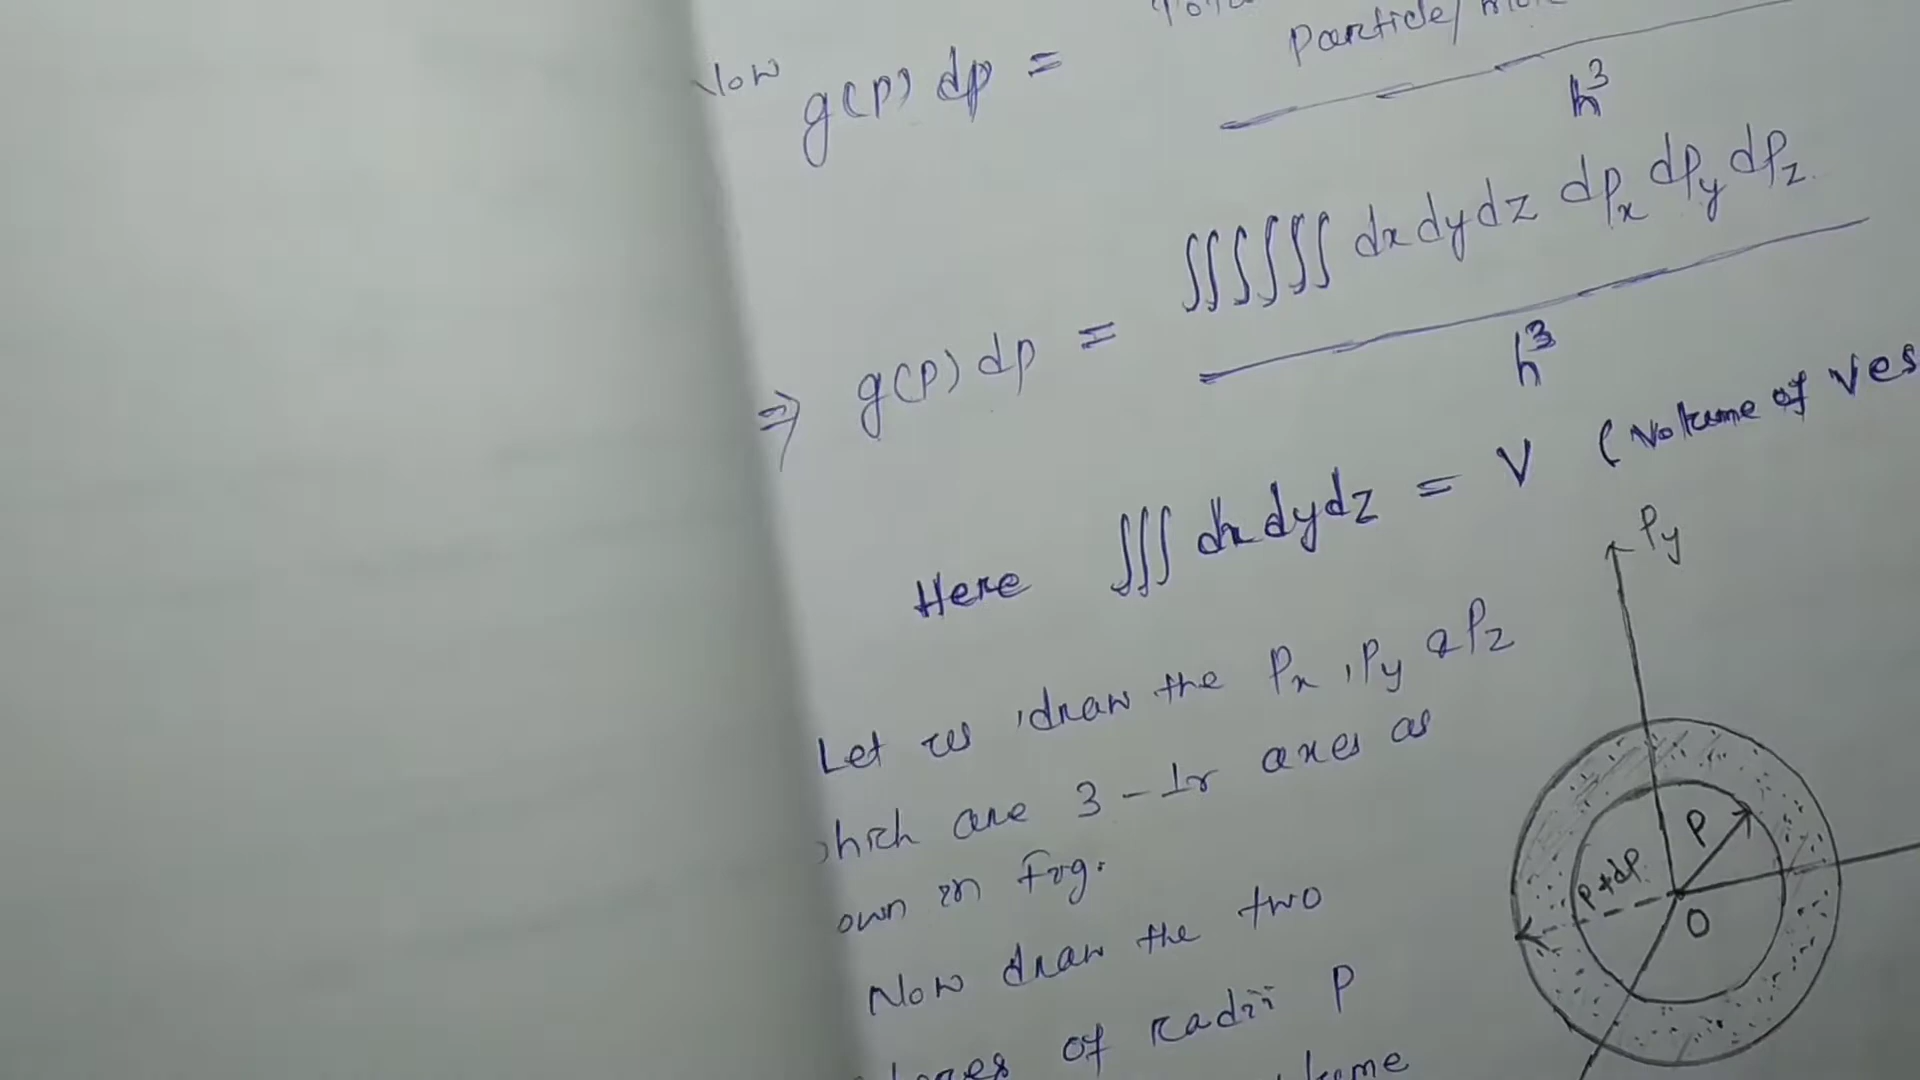 Now g(p) dp =
Particle/
h³
⇒ g(p) dp = ∫∫∫∫∫∫ dx dy dz dpx dpy dpz
h³
Here ∫∫∫ dx dy dz = V (Volume of Ves
Let us draw the Px, Py & Pz
hich are 3-⊥r axes as
own in Fig.
Now draw the two
of radii P
Py
P
P+dP
O